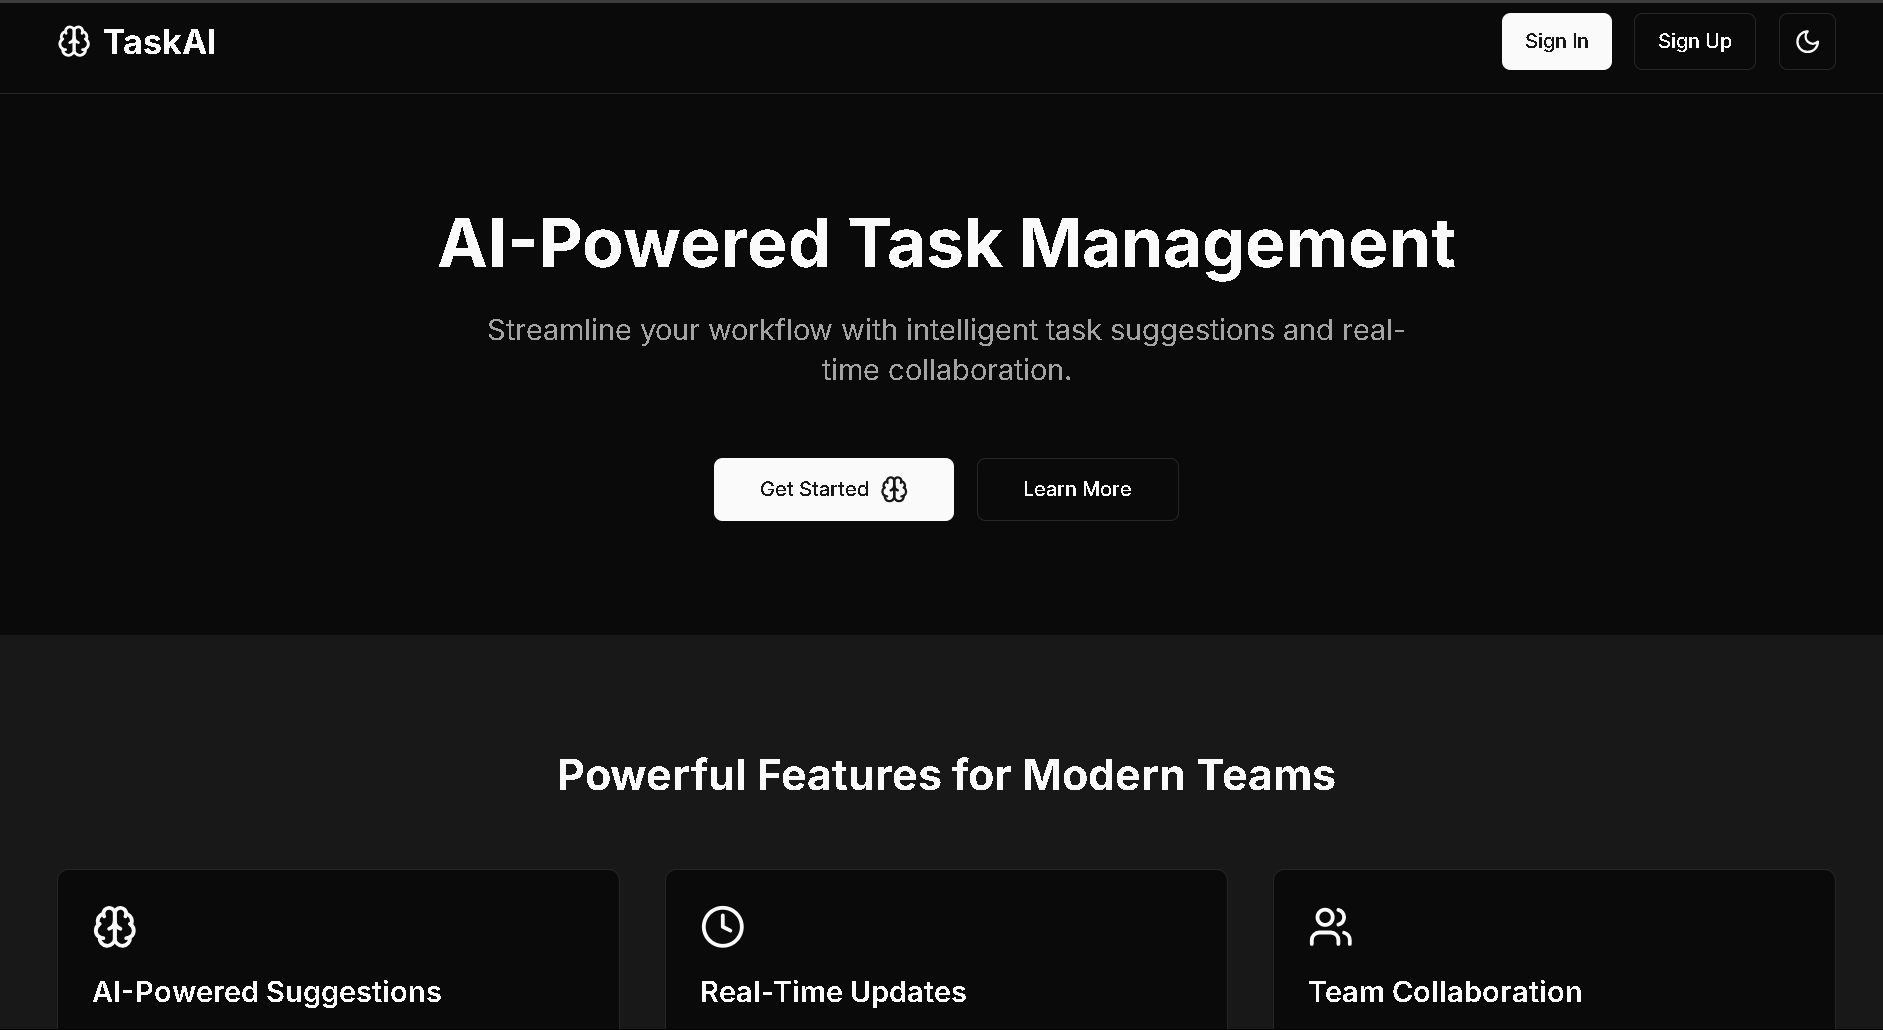 TaskAI
Sign In
Sign Up
AI-Powered Task Management
Streamline your workflow with intelligent task suggestions and real-
time collaboration.
Get Started
Learn More
Powerful Features for Modern Teams
AI-Powered Suggestions
Real-Time Updates
Team Collaboration